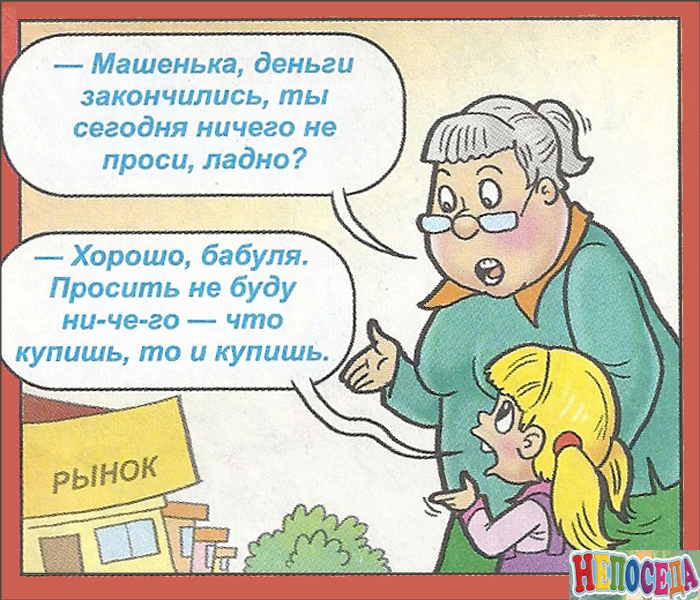 — Машенька, деньги
закончились, ты
сегодня ничего не
проси, ладно?
— Хорошо, бабуля.
Просить не буду
ни-че-го — что
купишь, то и купишь.
РЫНОК
НЕПОСЕДА